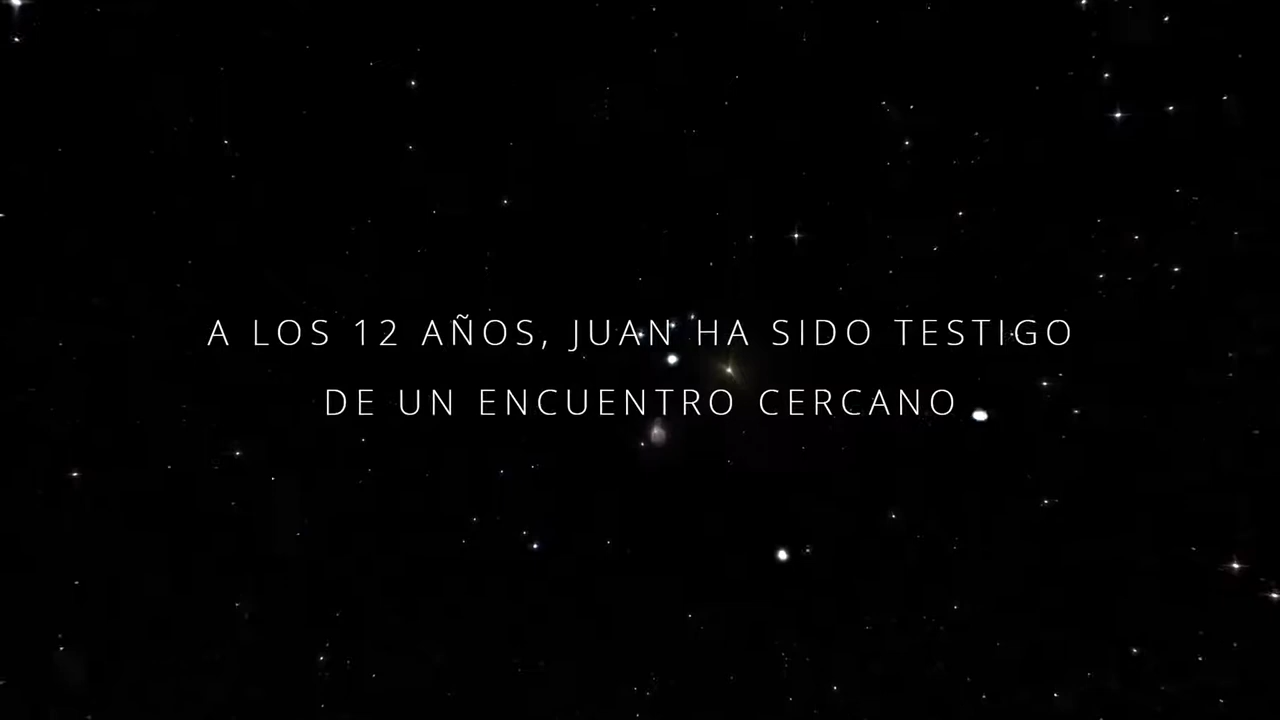 A LOS 12 AÑOS, JUAN HA SIDO TESTIGO
DE UN ENCUENTRO CERCANO